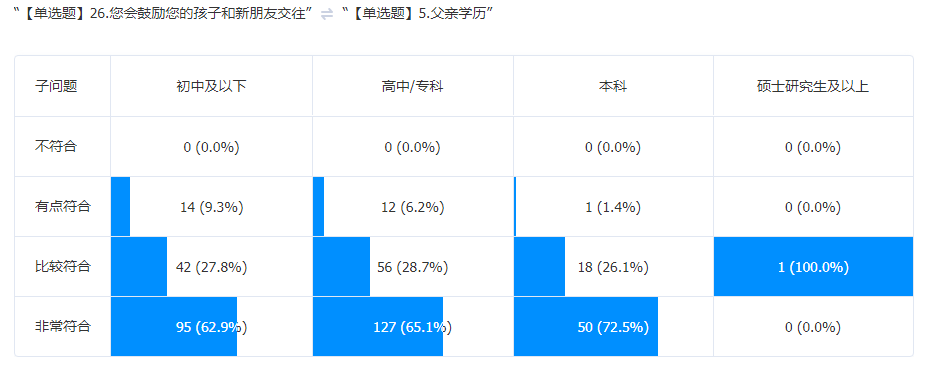 “【单选题】26.您会鼓励您的孩子和新朋友交往” ⇌ “【单选题】5.父亲学历”
子问题 初中及以下 高中/专科 本科 硕士研究生及以上
不符合 0 (0.0%) 0 (0.0%) 0 (0.0%) 0 (0.0%)
有点符合 14 (9.3%) 12 (6.2%) 1 (1.4%) 0 (0.0%)
比较符合 42 (27.8%) 56 (28.7%) 18 (26.1%) 1 (100.0%)
非常符合 95 (62.9%) 127 (65.1%) 50 (72.5%) 0 (0.0%)